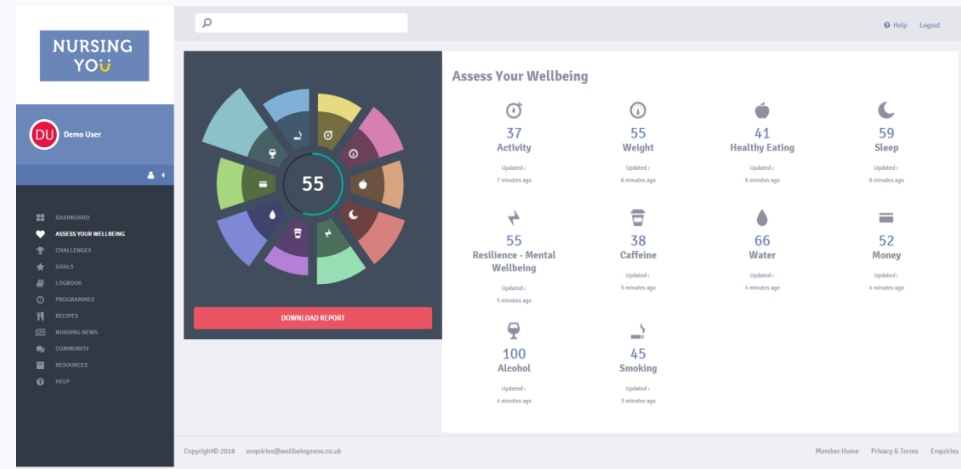 NURSING
YOU
Help Logout
DU Demo User
DASHBOARD
ASSESS YOUR WELLBEING
CHALLENGES
GOALS
LOGBOOK
PROGRAMMES
RECIPES
NURSING NEWS
COMMUNITY
RESOURCES
HELP
55
DOWNLOAD REPORT
Assess Your Wellbeing
37 55 41 59
Activity Weight Healthy Eating Sleep
Updated : Updated : Updated : Updated :
7 minutes ago 6 minutes ago 6 minutes ago 6 minutes ago
55 38 66 52
Resilience - Mental Caffeine Water Money
Wellbeing
Updated : Updated : Updated :
5 minutes ago 4 minutes ago 4 minutes ago
Updated :
5 minutes ago
100 45
Alcohol Smoking
Updated : Updated :
4 minutes ago 3 minutes ago
Copyright© 2018 enquiries@wellbeingzone.co.uk Member Home Privacy & Terms Enquiries